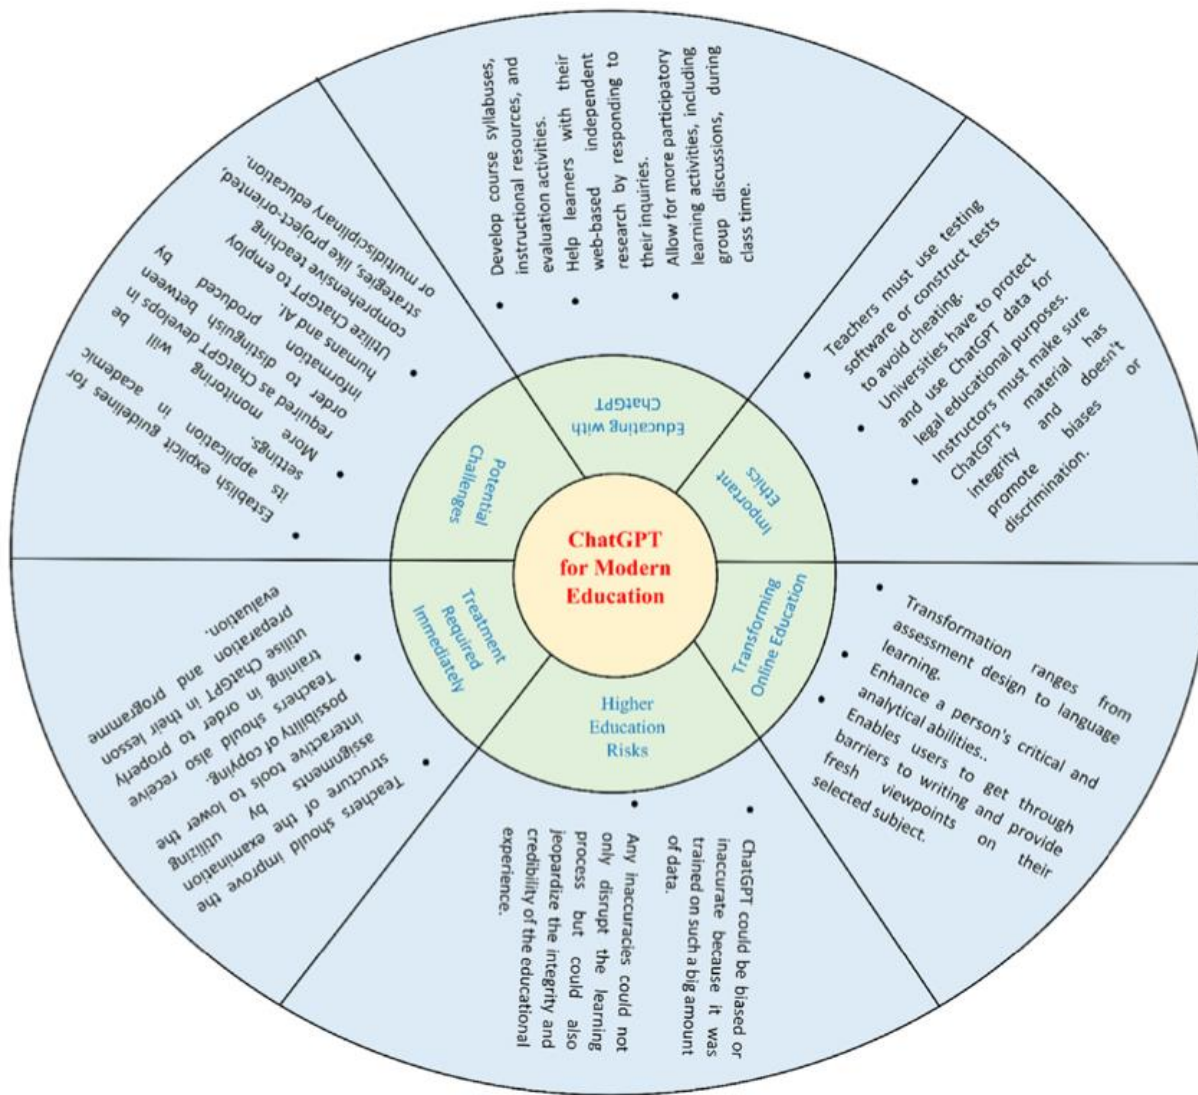 ChatGPT
for Modern
Education
Educating with
ChatGPT
Develop course syllabuses,
instructional resources, and
evaluation activities.
Help learners with their
web-based independent
research by responding to
their inquiries.
Allow for more participatory
learning activities, including
group discussions, during
class time.
Important
Ethics
Teachers must use testing
software or construct tests
to avoid cheating.
Universities have to protect
and use ChatGPT data for
legal educational purposes.
Instructors must make sure
ChatGPT's material has
integrity and doesn't
promote biases or
discrimination.
Transforming
Online Education
Transformation ranges from
assessment design to language
learning.
Enhance a person's critical and
analytical abilities..
Enables users to get through
barriers to writing and provide
fresh viewpoints on their
selected subject.
Higher
Education
Risks
ChatGPT could be biased or
inaccurate because it was
trained on such a big amount
of data.
Any inaccuracies could not
only disrupt the learning
process but could also
jeopardize the integrity and
credibility of the educational
experience.
Treatment
Required
Immediately
Teachers should improve the
structure of the examination
assignments by utilizing
interactive tools to lower the
possibility of copying.
Teachers should also receive
training in order to properly
utilise ChatGPT in their lesson
preparation and programme
evaluation.
Potential
Challenges
Establish explicit guidelines for
its application in academic
settings.
More monitoring will be
required as ChatGPT develops in
order to distinguish between
information produced by
humans and AI.
Utilize ChatGPT to employ
comprehensive teaching
strategies, like project-oriented,
or multidisciplinary education.